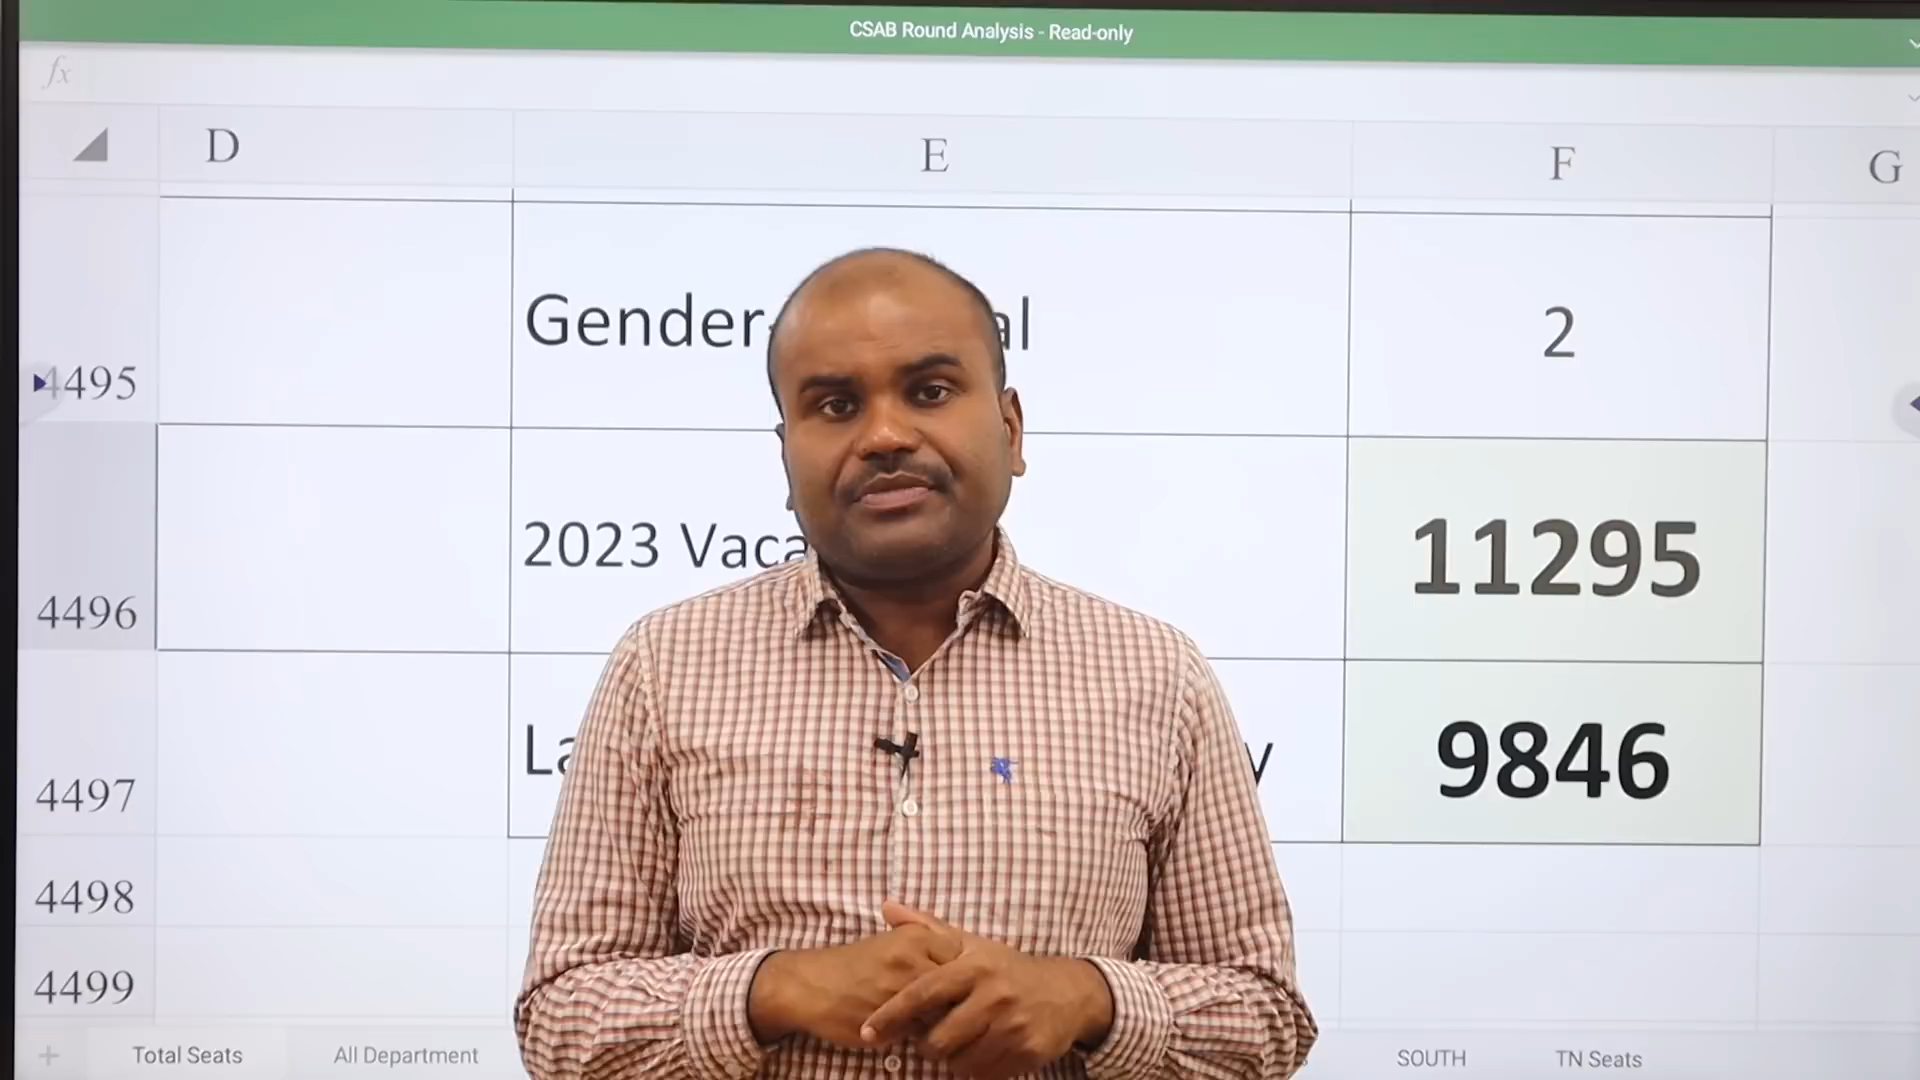 CSAB Round Analysis - Read-only
fx
D E F G
4495 Gender al 2
4496 2023 Vaca 11295
4497 La y 9846
4498
4499
+ Total Seats All Department SOUTH TN Seats